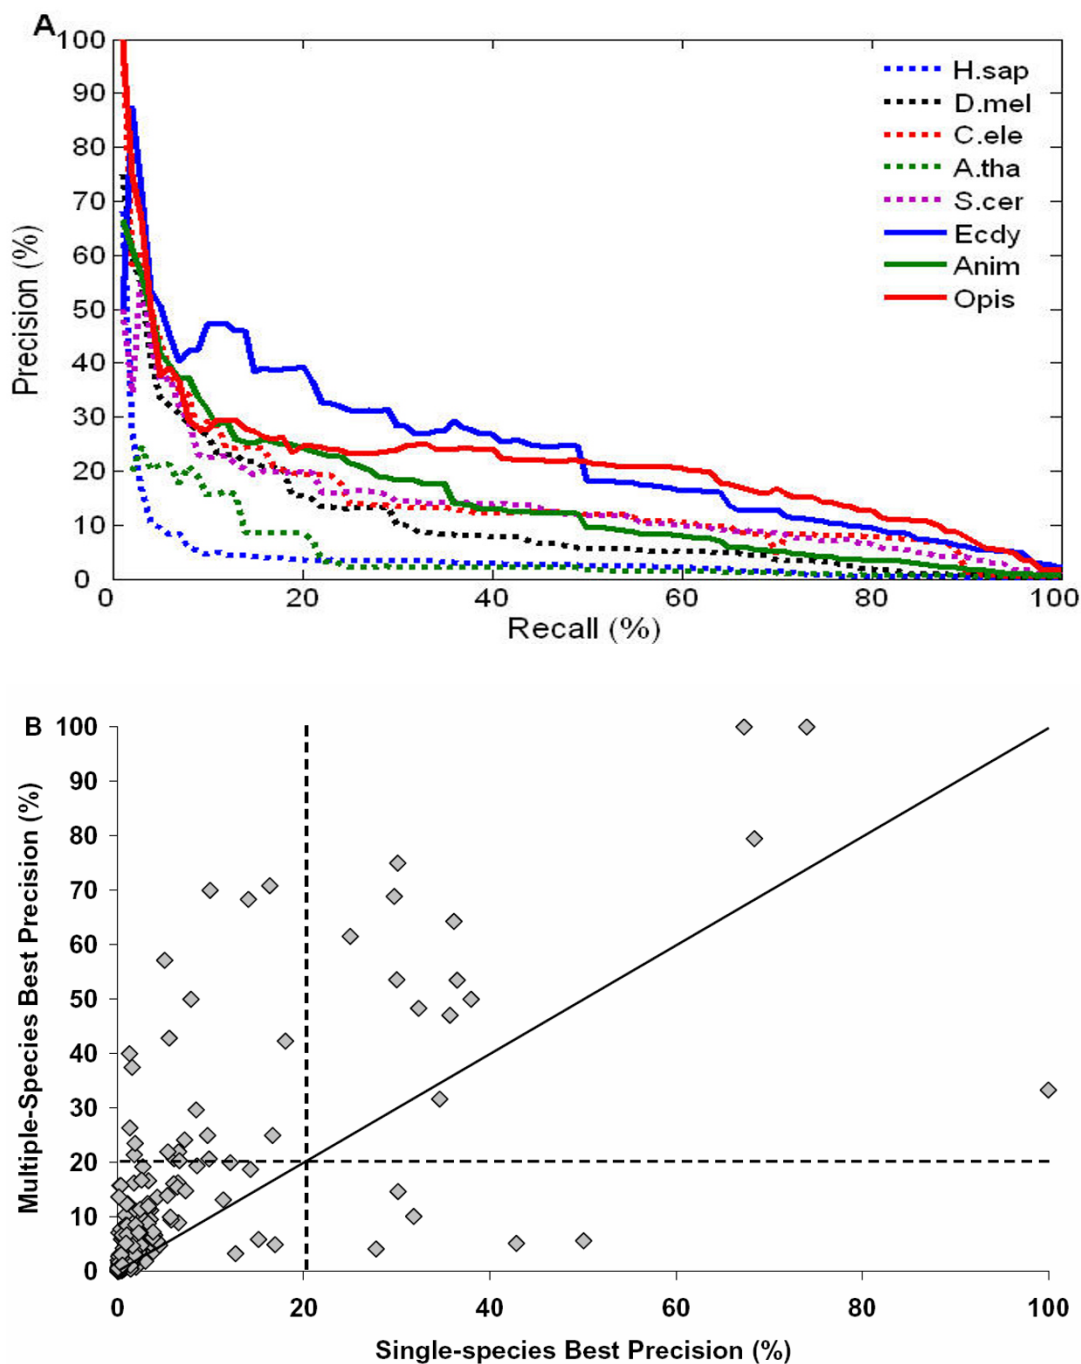 A
100
90
80
70
60
50
40
30
20
10
0
Precision (%)
H.sap
D.mel
C.ele
A.tha
S.cer
Ecdy
Anim
Opis
0 20 40 60 80 100
Recall (%)
B
100
90
80
70
60
50
40
30
20
10
0
Multiple-Species Best Precision (%)
0 20 40 60 80 100
Single-species Best Precision (%)